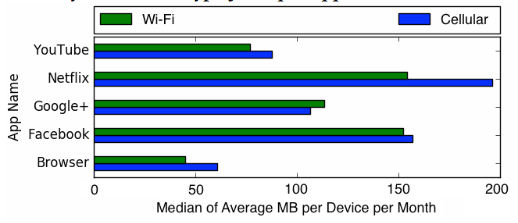 Wi-Fi Cellular
YouTube
Netflix
Google+
Facebook
Browser
App Name
0 50 100 150 200
Median of Average MB per Device per Month